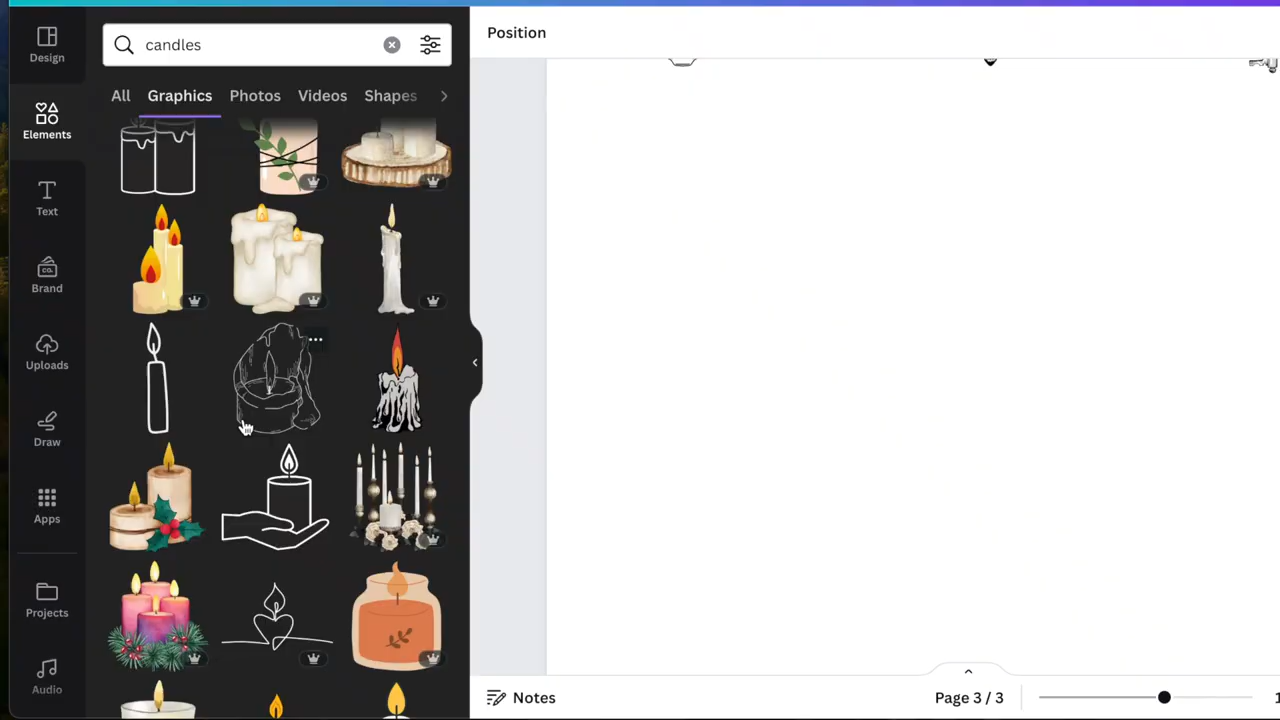 Design
Elements
Text
CO.
Brand
Uploads
Draw
Apps
Projects
Audio
candles
All Graphics Photos Videos Shapes
Position
Notes
Page 3 / 3